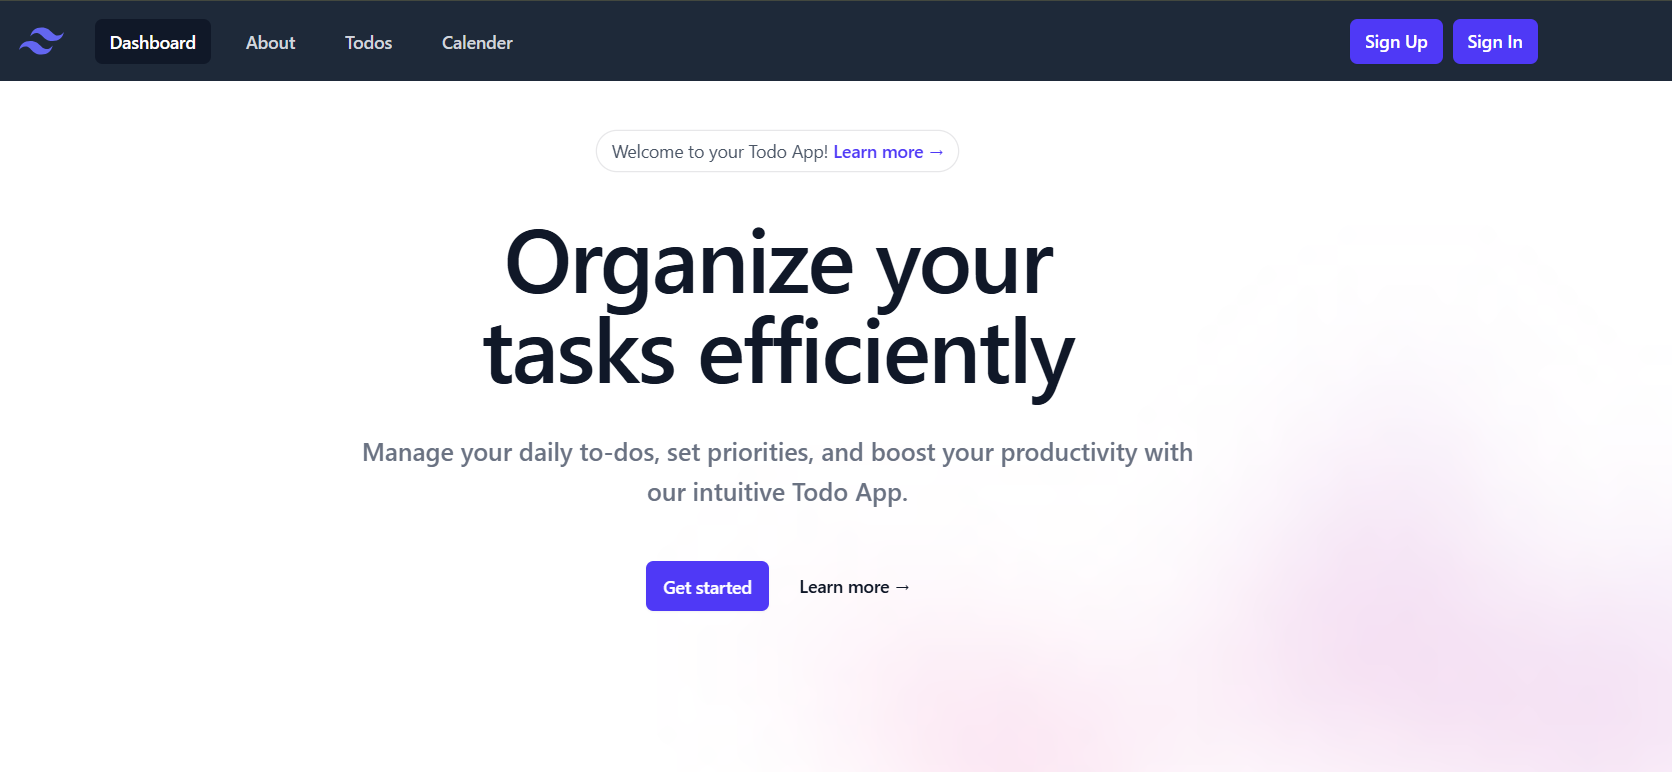 Dashboard About Todos Calender Sign Up Sign In
Welcome to your Todo App! Learn more →
Organize your
tasks efficiently
Manage your daily to-dos, set priorities, and boost your productivity with
our intuitive Todo App.
Get started Learn more →